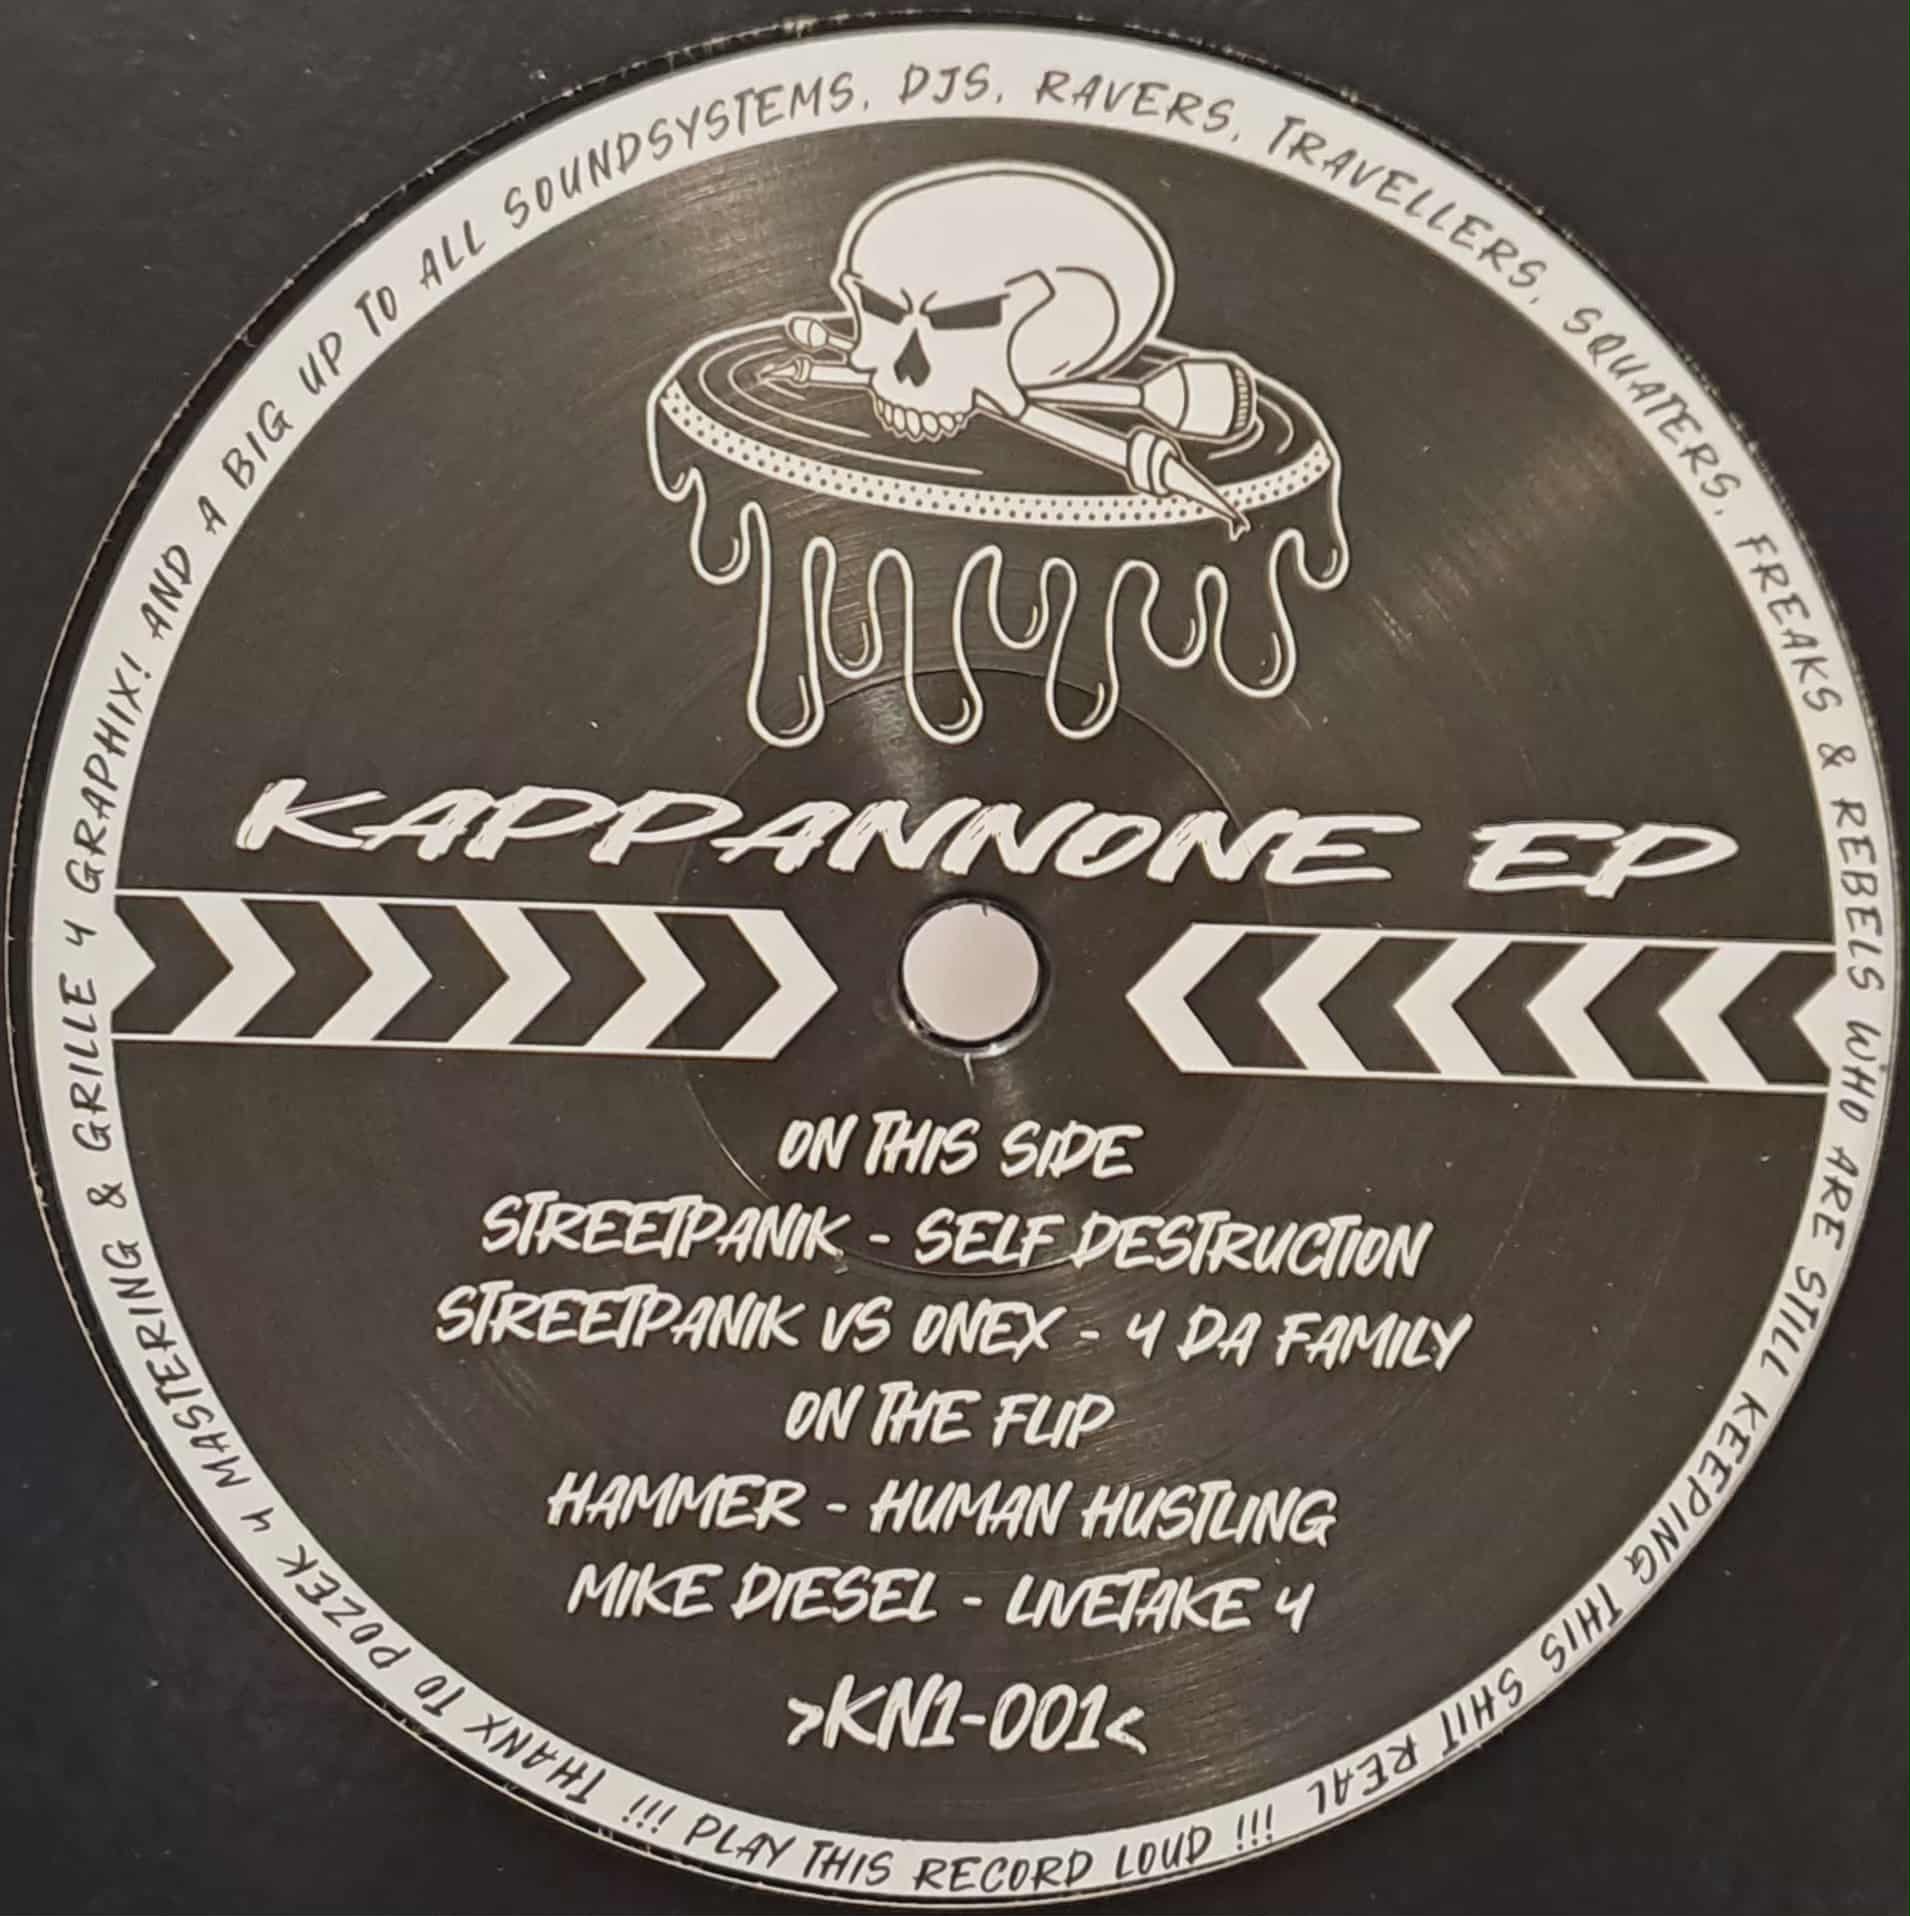 KAPPANNONE EP
ON THIS SIDE
STREETPANIK - SELF DESTRUCTION
STREETPANIK VS ONEX - 4 DA FAMILY
ON THE FLIP
HAMMER - HUMAN HUSTLING
MIKE DIESEL - LIVETAKE 4
>KN1-001<
THANX TO POZEK 4 MASTERING & GRILLE 4 GRAPHIX! AND A BIG UP TO ALL SOUNDSYSTEMS, DJS, RAVERS, TRAVELLERS, SQUATERS, FREAKS & REBELS WHO ARE STILL KEEPING THIS SHIT REAL !!! PLAY THIS RECORD LOUD !!!